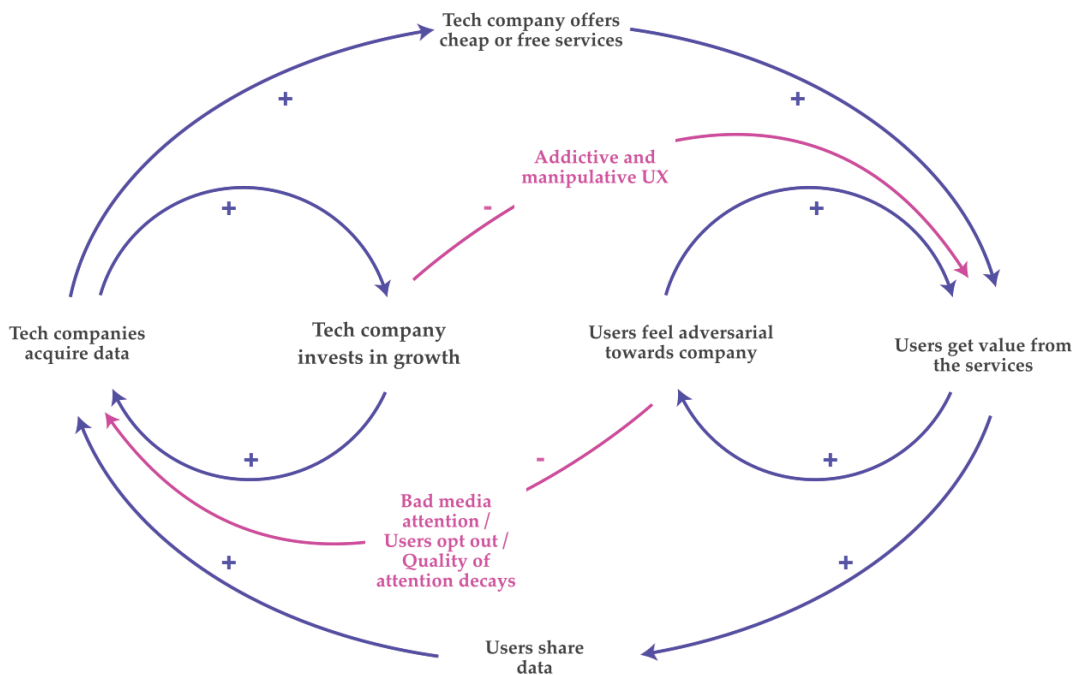 Tech company offers
cheap or free services
+
+
Addictive and
manipulative UX
-
+
+
Tech companies
acquire data
Tech company
invests in growth
Users feel adversarial
towards company
Users get value from
the services
+
-
+
Bad media
attention /
Users opt out /
Quality of
attention decays
+
+
Users share
data